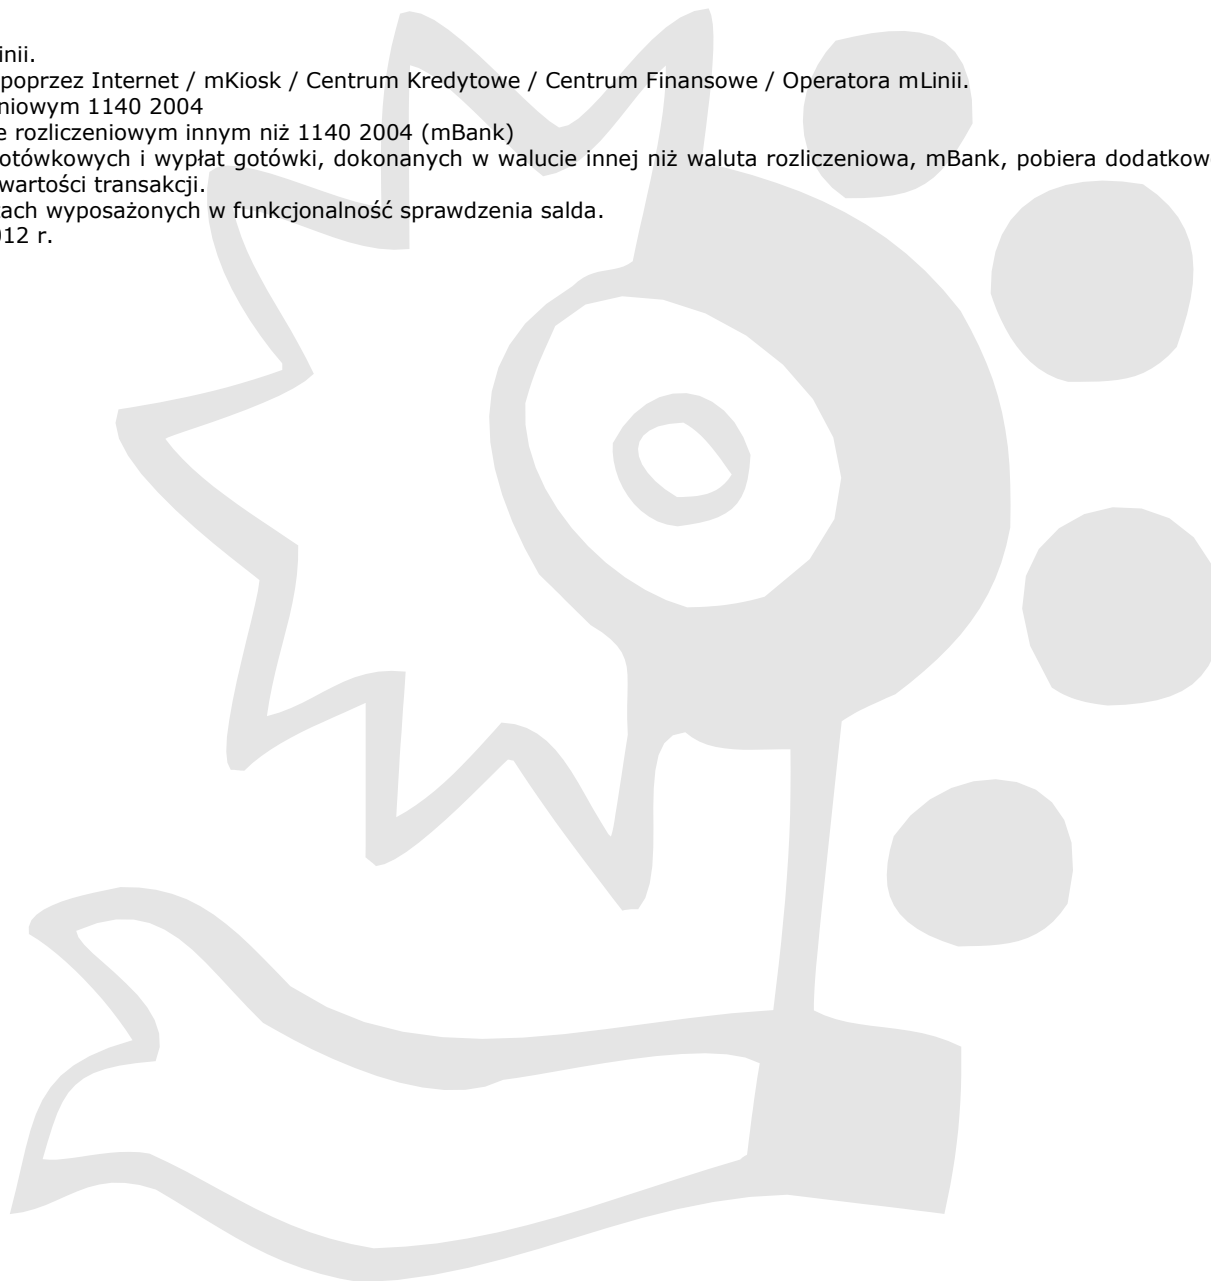 inii.
poprzez Internet / mKiosk / Centrum Kredytowe / Centrum Finansowe / Operatora mLinii.
niowym 1140 2004
e rozliczeniowym innym niż 1140 2004 (mBank)
otówkowych i wypłat gotówki, dokonanych w walucie innej niż waluta rozliczeniowa, mBank, pobiera dodatkow
wartości transakcji.
ach wyposażonych w funkcjonalność sprawdzenia salda.
012 r.